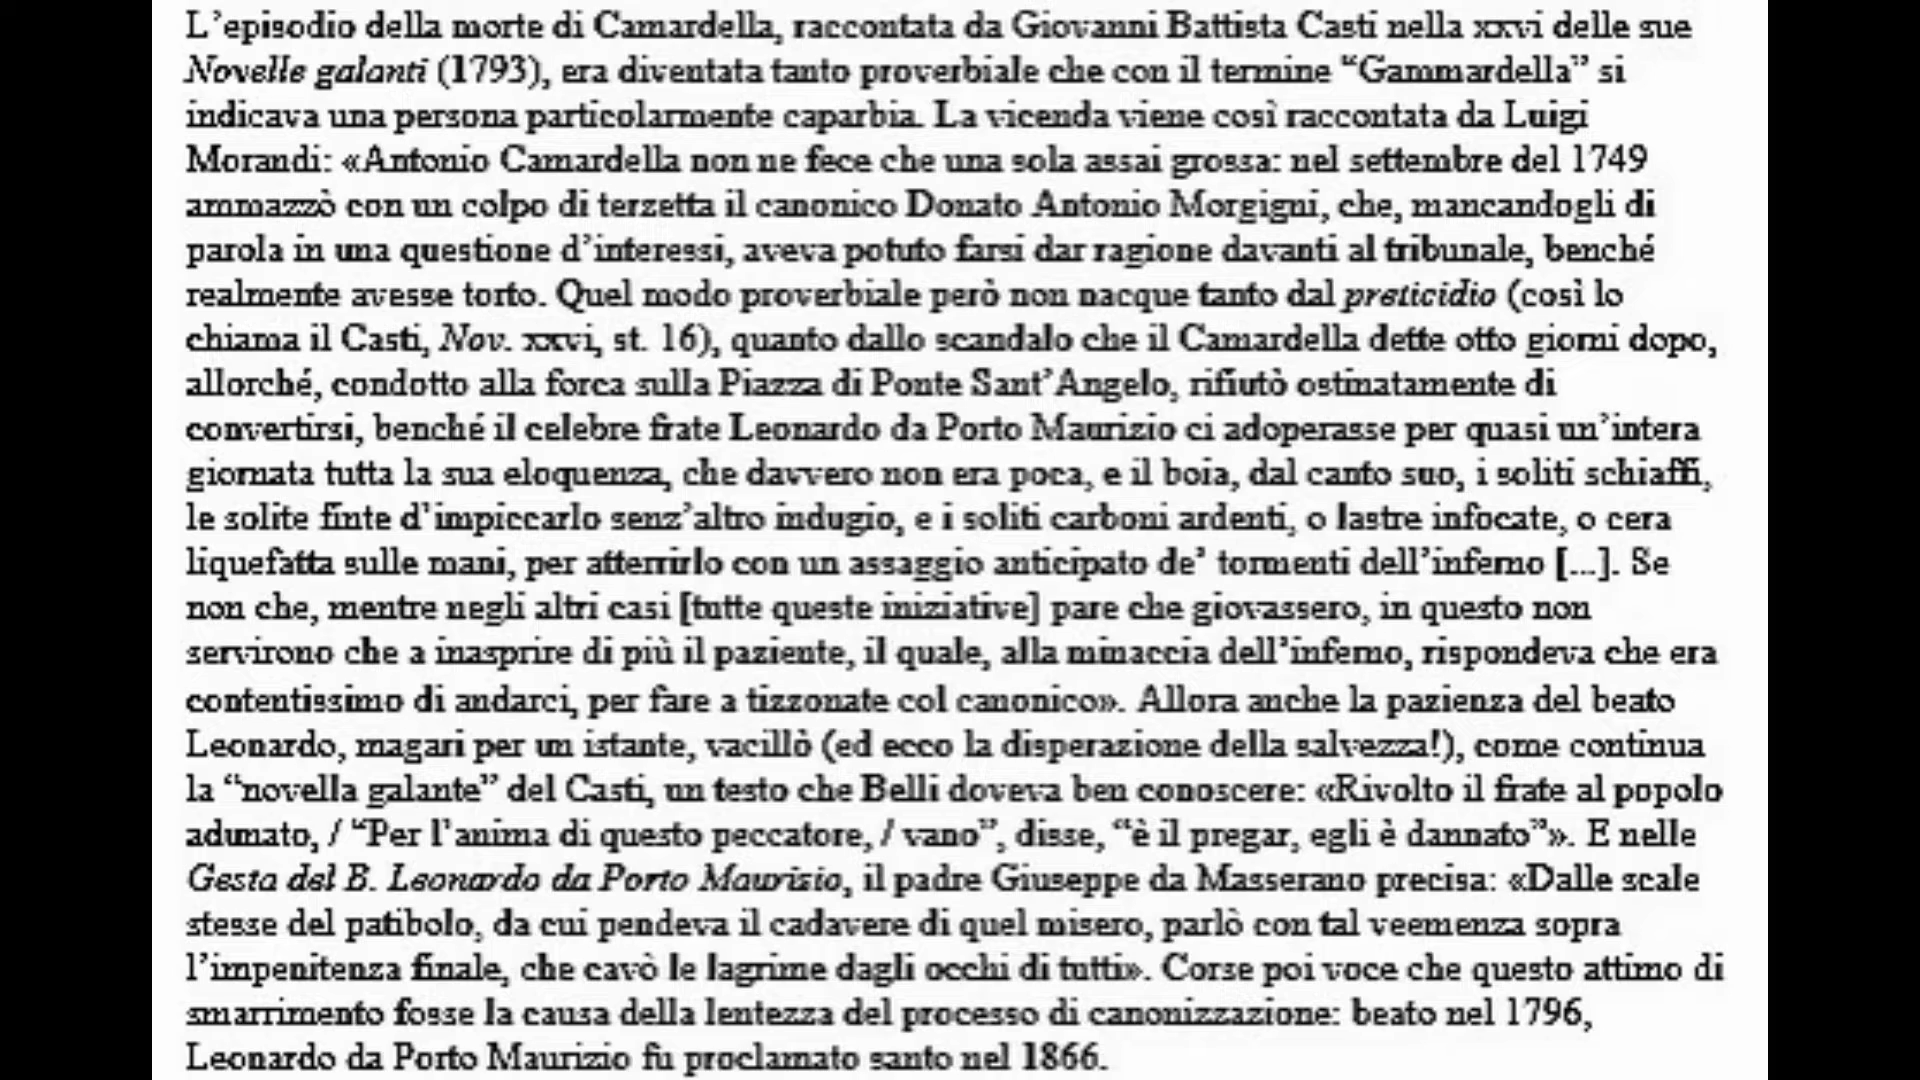 L’episodio della morte di Camardella, raccontata da Giovanni Battista Casti nella xxvi delle sue
Novelle galanti (1793), era diventata tanto proverbiale che con il termine “Gammardella” si
indicava una persona particolarmente caparbia. La vicenda viene così raccontata da Luigi
Morandi: «Antonio Camardella non ne fece che una sola assai grossa: nel settembre del 1749
ammazzò con un colpo di terzetta il canonico Donato Antonio Morgigni, che, mancandogli di
parola in una questione d’interessi, aveva potuto farsi dar ragione davanti al tribunale, benché
realmente avesse torto. Quel modo proverbiale però non nacque tanto dal preticidio (così lo
chiama il Casti, Nov. xxvi, st. 16), quanto dallo scandalo che il Camardella dette otto giorni dopo,
allorché, condotto alla forca sulla Piazza di Ponte Sant’Angelo, rifiutò ostinatamente di
convertirsi, benché il celebre frate Leonardo da Porto Maurizio ci adoperasse per quasi un’intera
giornata tutta la sua eloquenza, che davvero non era poca, e il boia, dal canto suo, i soliti schiaffi,
le solite finte d’impiccarlo senz’altro indugio, e i soliti carboni ardenti, o lastre infocate, o cera
liquefatta sulle mani, per atterrirlo con un assaggio anticipato de’ tormenti dell’inferno [...]. Se
non che, mentre negli altri casi [tutte queste iniziative] pare che giovassero, in questo non
servirono che a inasprire di più il paziente, il quale, alla minaccia dell’inferno, rispondeva che era
contentissimo di andarci, per fare a tizzonate col canonico». Allora anche la pazienza del beato
Leonardo, magari per un istante, vacillò (ed ecco la disperazione della salvezza!), come continua
la “novella galante” del Casti, un testo che Belli doveva ben conoscere: «Rivolto il frate al popolo
adunato, / “Per l’anima di questo peccatore, / vano”, disse, “è il pregar, egli è dannato”». E nelle
Gesta del B. Leonardo da Porto Maurizio, il padre Giuseppe da Masserano precisa: «Dalle scale
stesse del patibolo, da cui pendeva il cadavere di quel misero, parlò con tal veemenza sopra
l’impenitenza finale, che cavò le lagrime dagli occhi di tutti». Corse poi voce che questo attimo di
smarrimento fosse la causa della lentezza del processo di canonizzazione: beato nel 1796,
Leonardo da Porto Maurizio fu proclamato santo nel 1866.